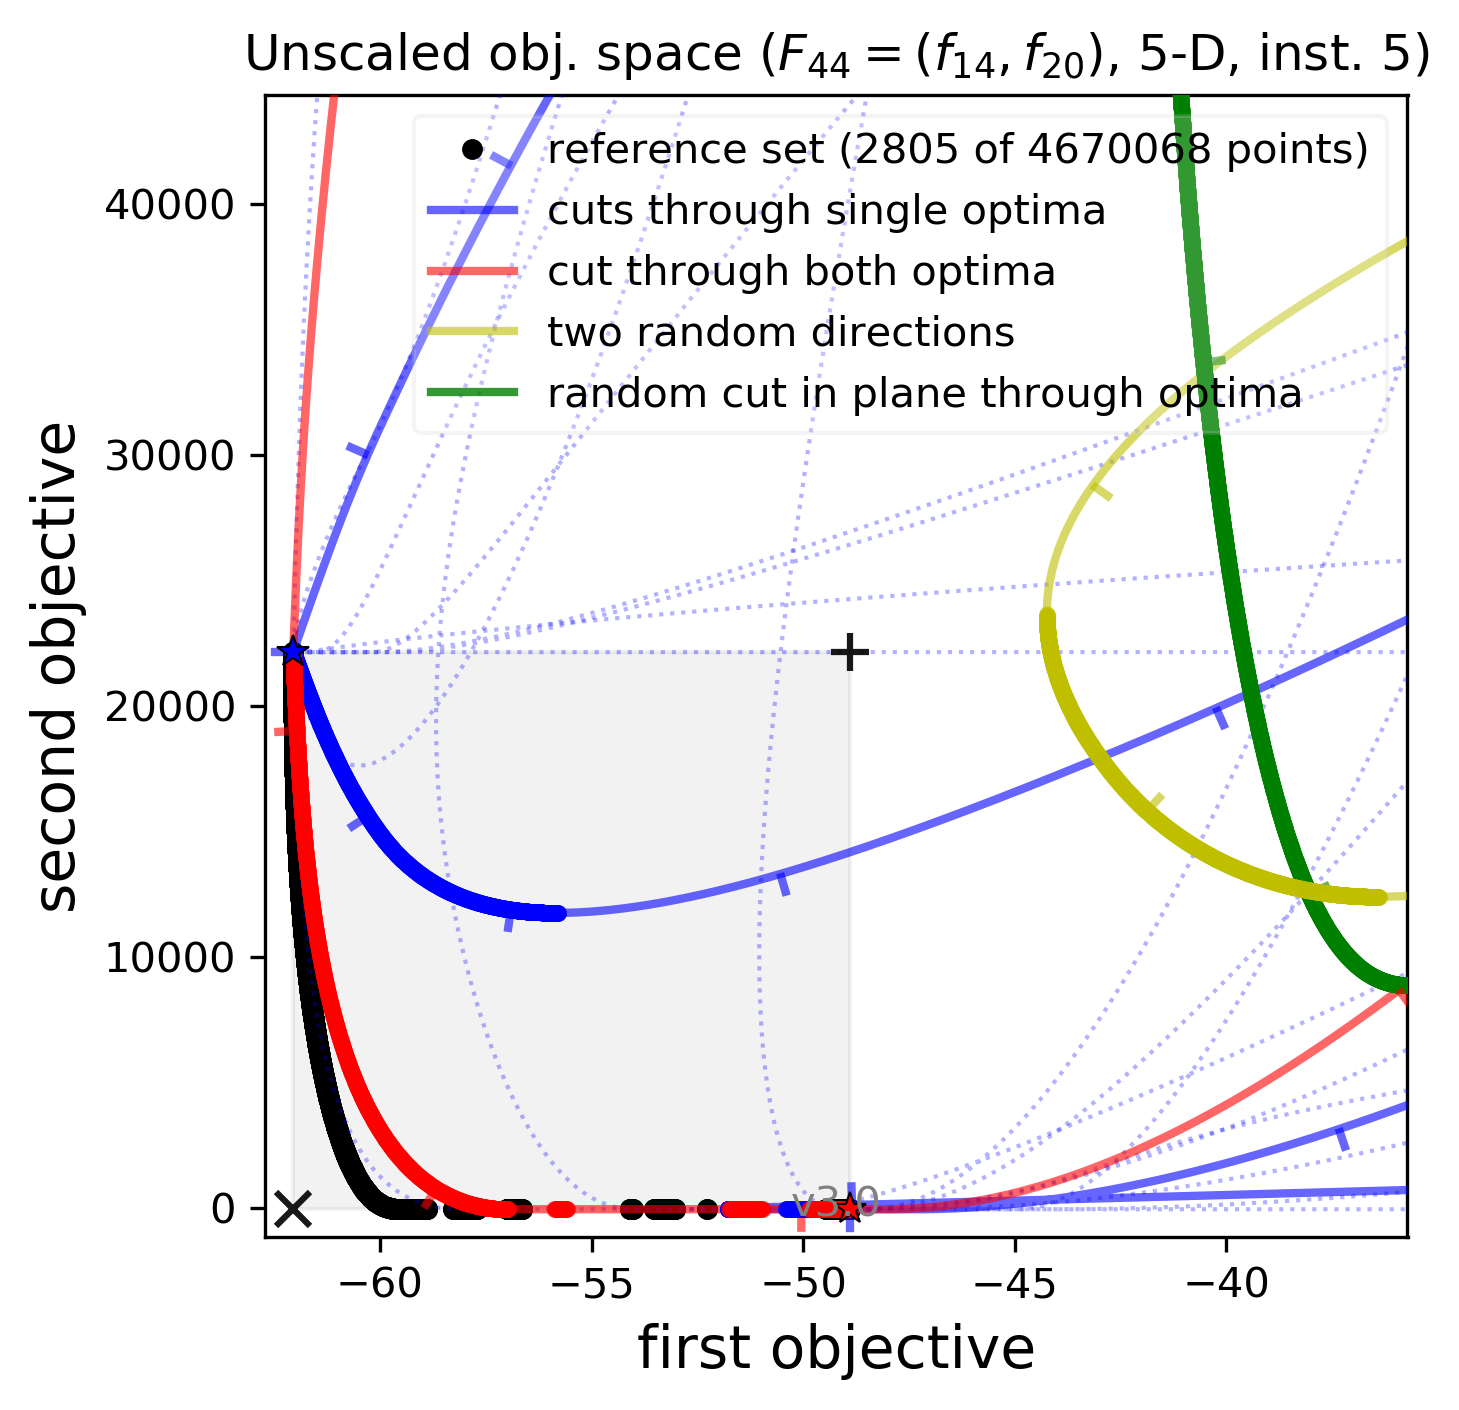 Unscaled obj. space (F44 = (f14, f20), 5-D, inst. 5)
reference set (2805 of 4670068 points)
cuts through single optima
cut through both optima
two random directions
random cut in plane through optima
40000
30000
20000
10000
0
second objective
v3.0
−60
−55
−50
−45
−40
first objective